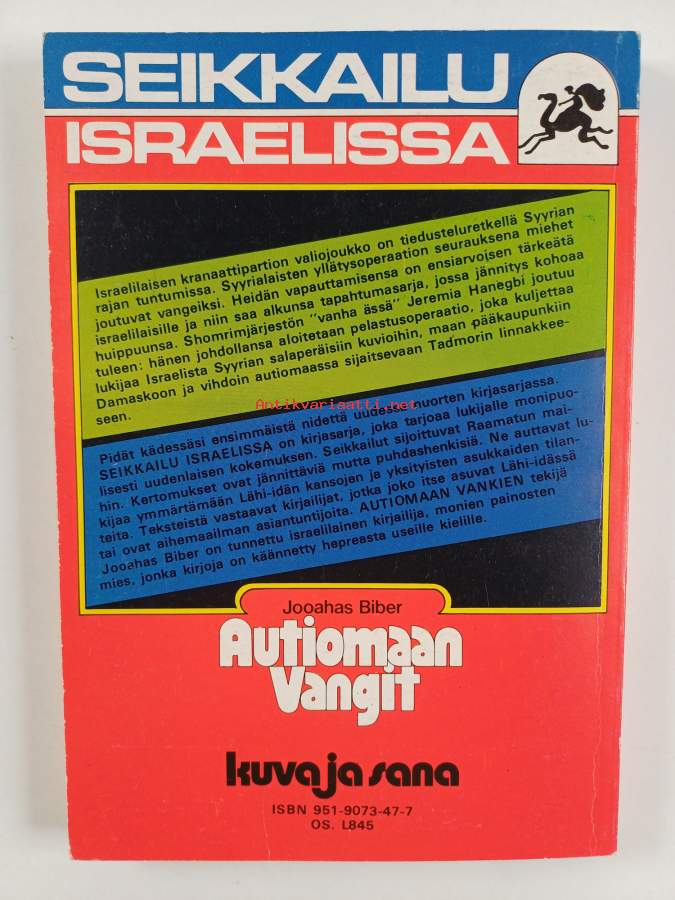 SEIKKAILU
ISRAELISSA
Israelilaisen kranaattipartion valiojoukko on tiedusteluretkellä Syyrian
rajan tuntumissa. Syyrialaisten yllätysoperaation seurauksena miehet
joutuvat vangeiksi. Heidän vapauttamisensa on ensiarvoisen tärkeätä
israelilaisille ja niin saa alkunsa tapahtumasarja, jossa jännitys kohoaa
huippuunsa. Shomrimjärjestön "vanha ässä" Jeremia Hanegbi joutuu
tuleen: hänen johdollansa aloitetaan pelastusoperaatio, joka kuljettaa
lukijaa Israelista Syyrian salaperäisiin kuvioihin, maan pääkaupunkiin
Damaskoon ja vihdoin autiomaassa sijaitsevaan Tadmorin linnakkee-
seen.
Antikvariaatti.net
Pidät kädessäsi ensimmäistä nidettä uudessa nuorten kirjasarjassa.
SEIKKAILU ISRAELISSA on kirjasarja, joka tarjoaa lukijalle monipuo-
lisesti uudenlaisen kokemuksen. Seikkailut sijoittuvat Raamatun mai-
hin. Kertomukset ovat jännittäviä mutta puhdashenkisiä. Ne auttavat lu-
kijaa ymmärtämään Lähi-idän kansojen ja yksityisten asukkaiden tilan-
teita. Teksteistä vastaavat kirjailijat, jotka joko itse asuvat Lähi-idässä
tai ovat aihemaailman asiantuntijoita. AUTIOMAAN VANKIEN tekijä
Jooahas Biber on tunnettu israelilainen kirjailija, monien painosten
mies, jonka kirjoja on käännetty hepreasta useille kielille.
Jooahas Biber
Autiomaan
Vangit
kuva ja sana
ISBN 951-9073-47-7
OS. L845